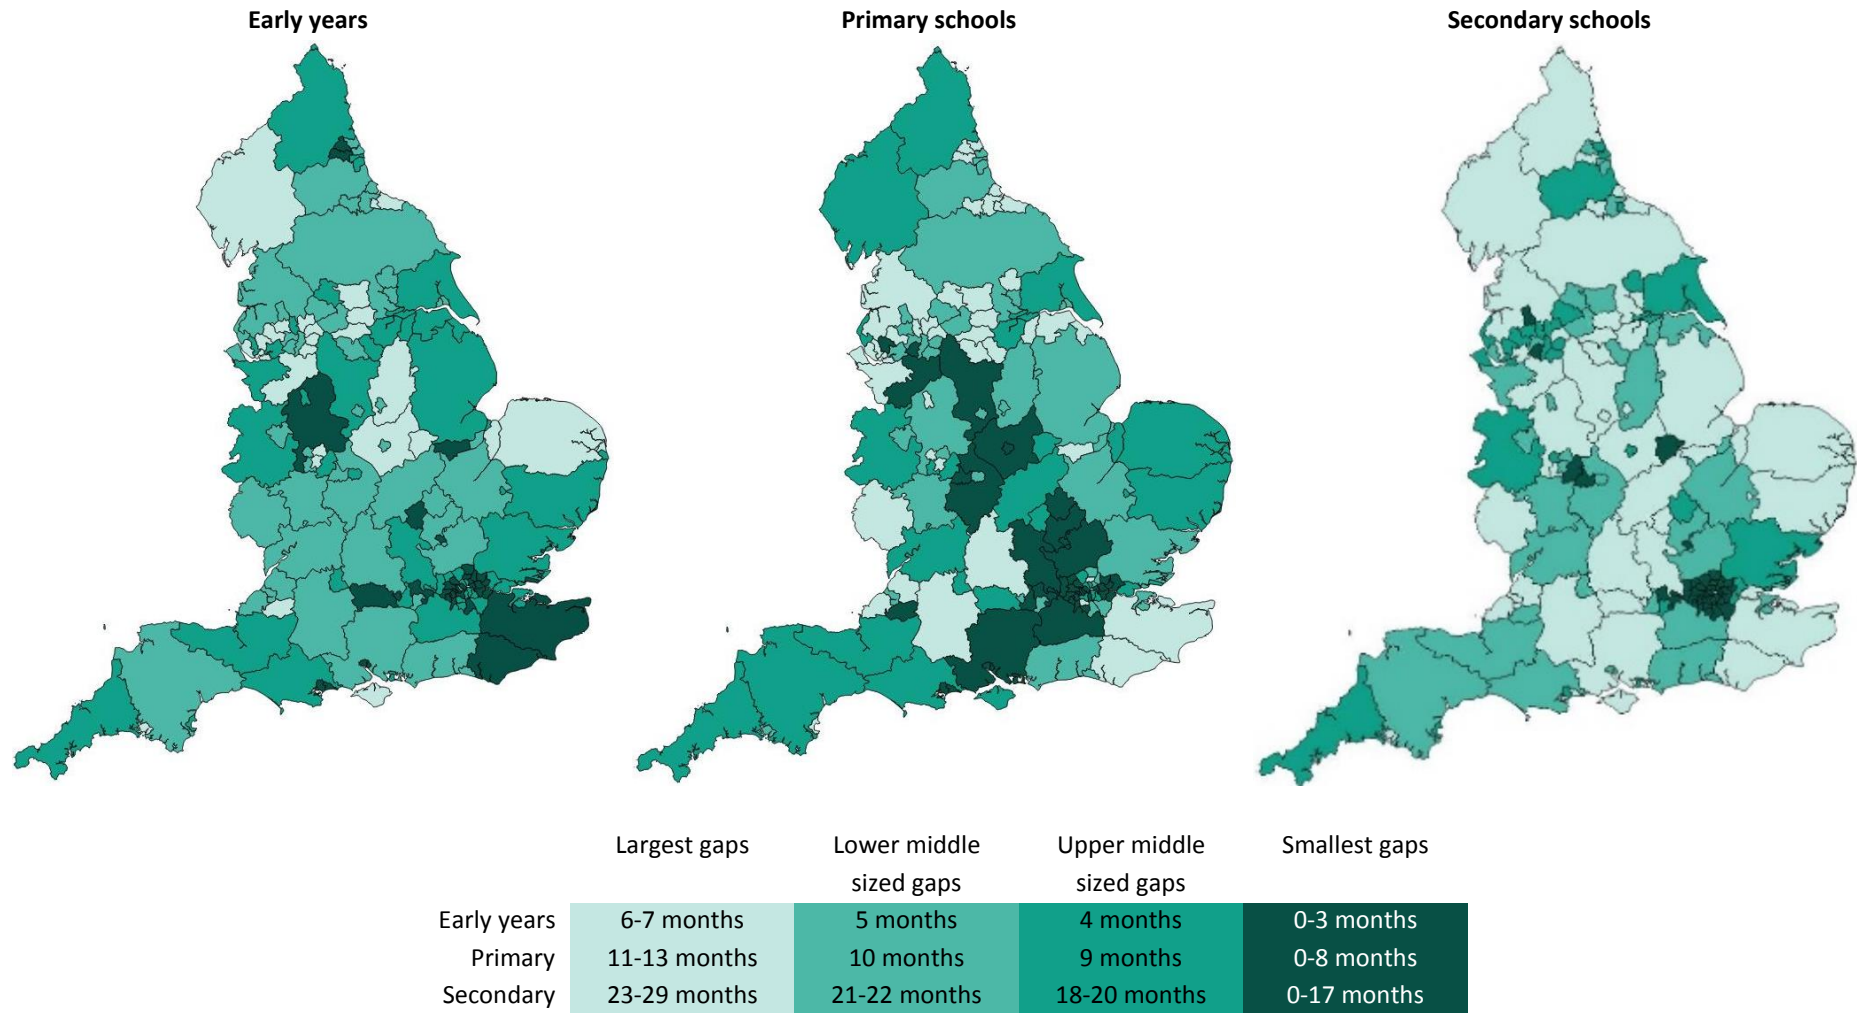 Early years Primary schools Secondary schools
Largest gaps Lower middle Upper middle Smallest gaps
sized gaps sized gaps
Early years 6-7 months 5 months 4 months 0-3 months
Primary 11-13 months 10 months 9 months 0-8 months
Secondary 23-29 months 21-22 months 18-20 months 0-17 months